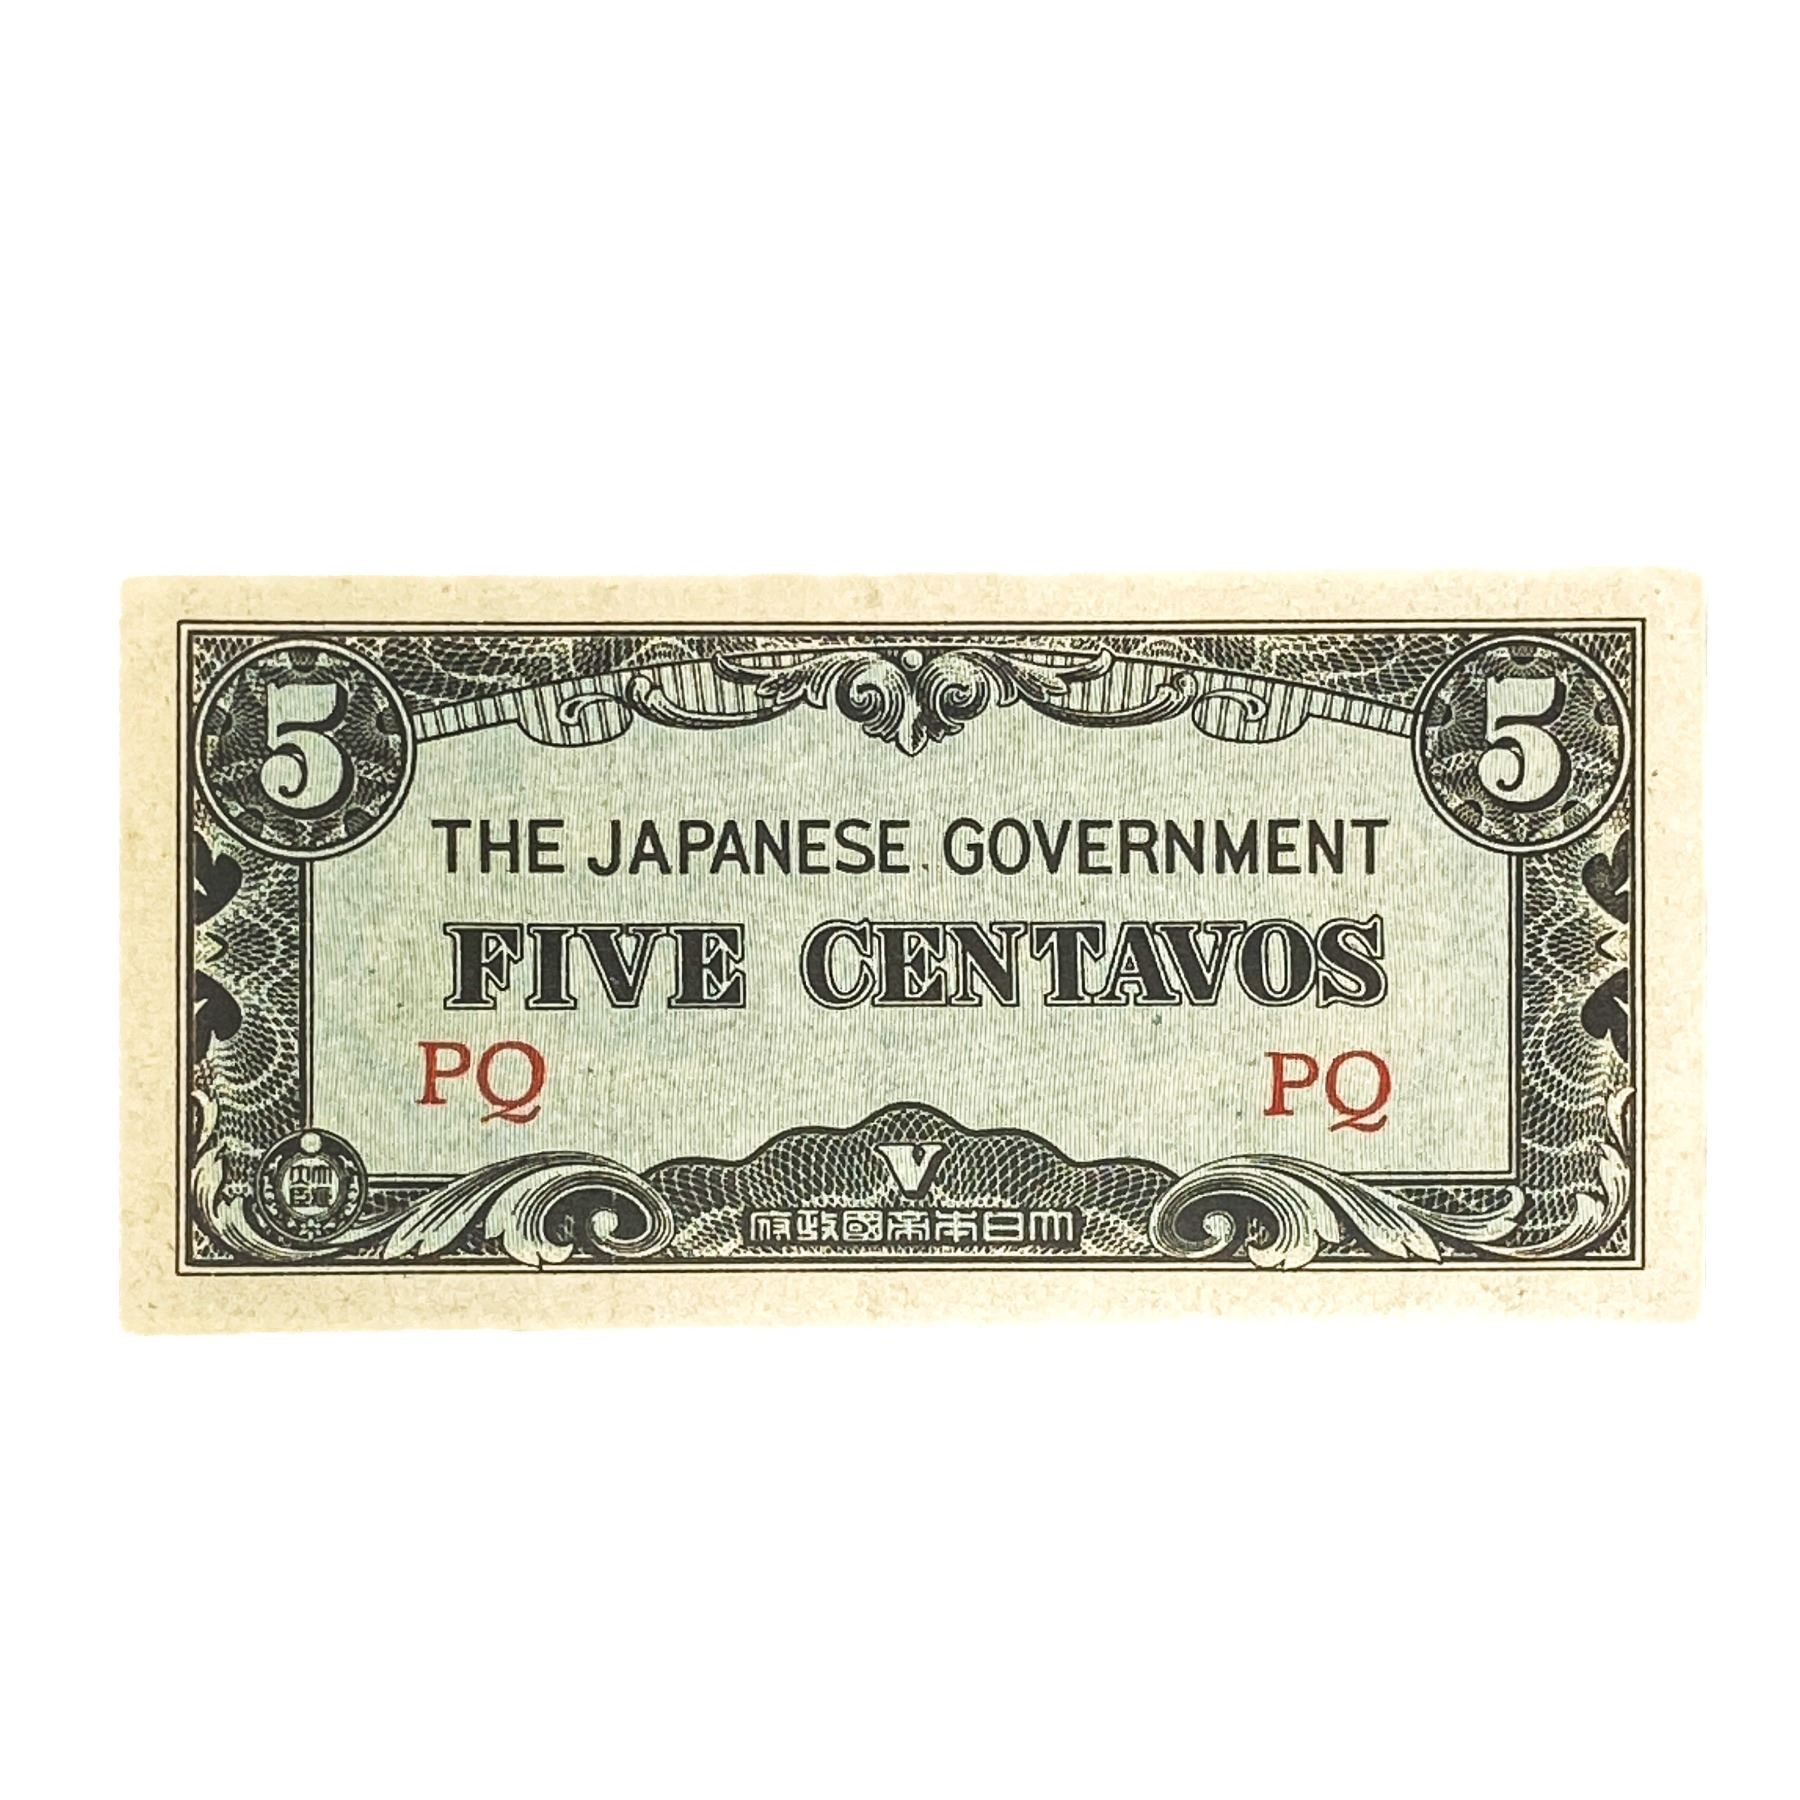 5 5
THE JAPANESE GOVERNMENT
FIVE CENTAVOS
PQ PQ
V
府政國帝本日大